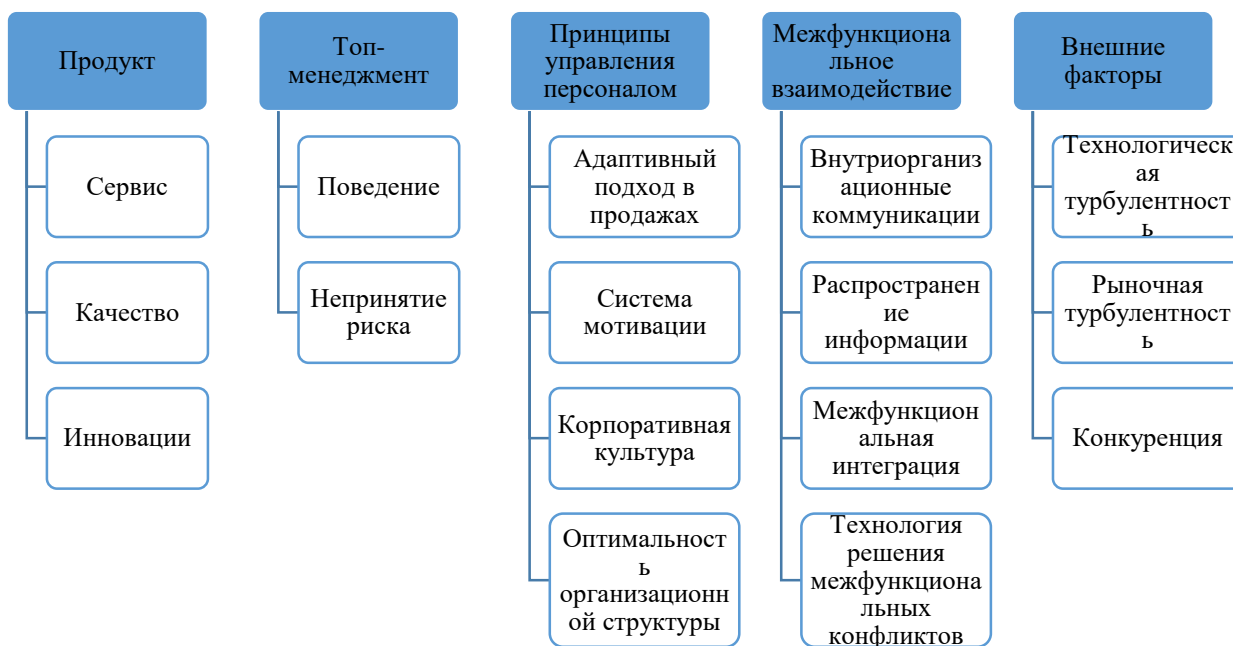 Продукт
Сервис
Качество
Инновации
Топ-
менеджмент
Поведение
Непринятие
риска
Принципы
управления
персоналом
Адаптивный
подход в
продажах
Система
мотивации
Корпоративная
культура
Оптимальност
ь
организационн
ой структуры
Межфункциона
льное
взаимодействие
Внутриорганиз
ационные
коммуникации
Распространен
ие
информации
Межфункцион
альная
интеграция
Технология
решения
межфункциона
льных
конфликтов
Внешние
факторы
Технологическ
ая
турбулентност
ь
Рыночная
турбулентност
ь
Конкуренция